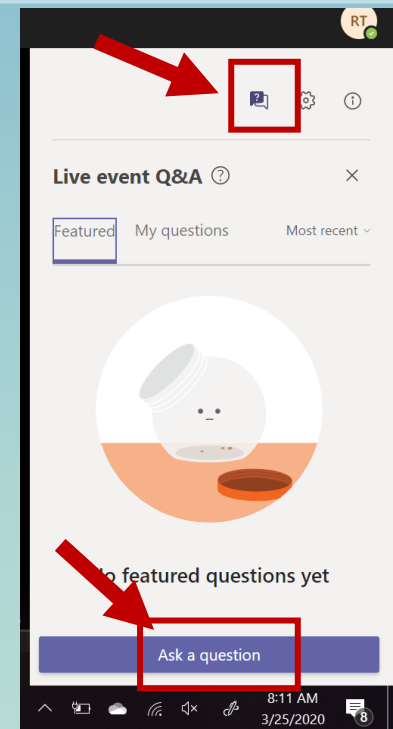 RT
Live event Q&A ?
Featured My questions Most recent
No featured questions yet
Ask a question
8:11 AM
3/25/2020
8